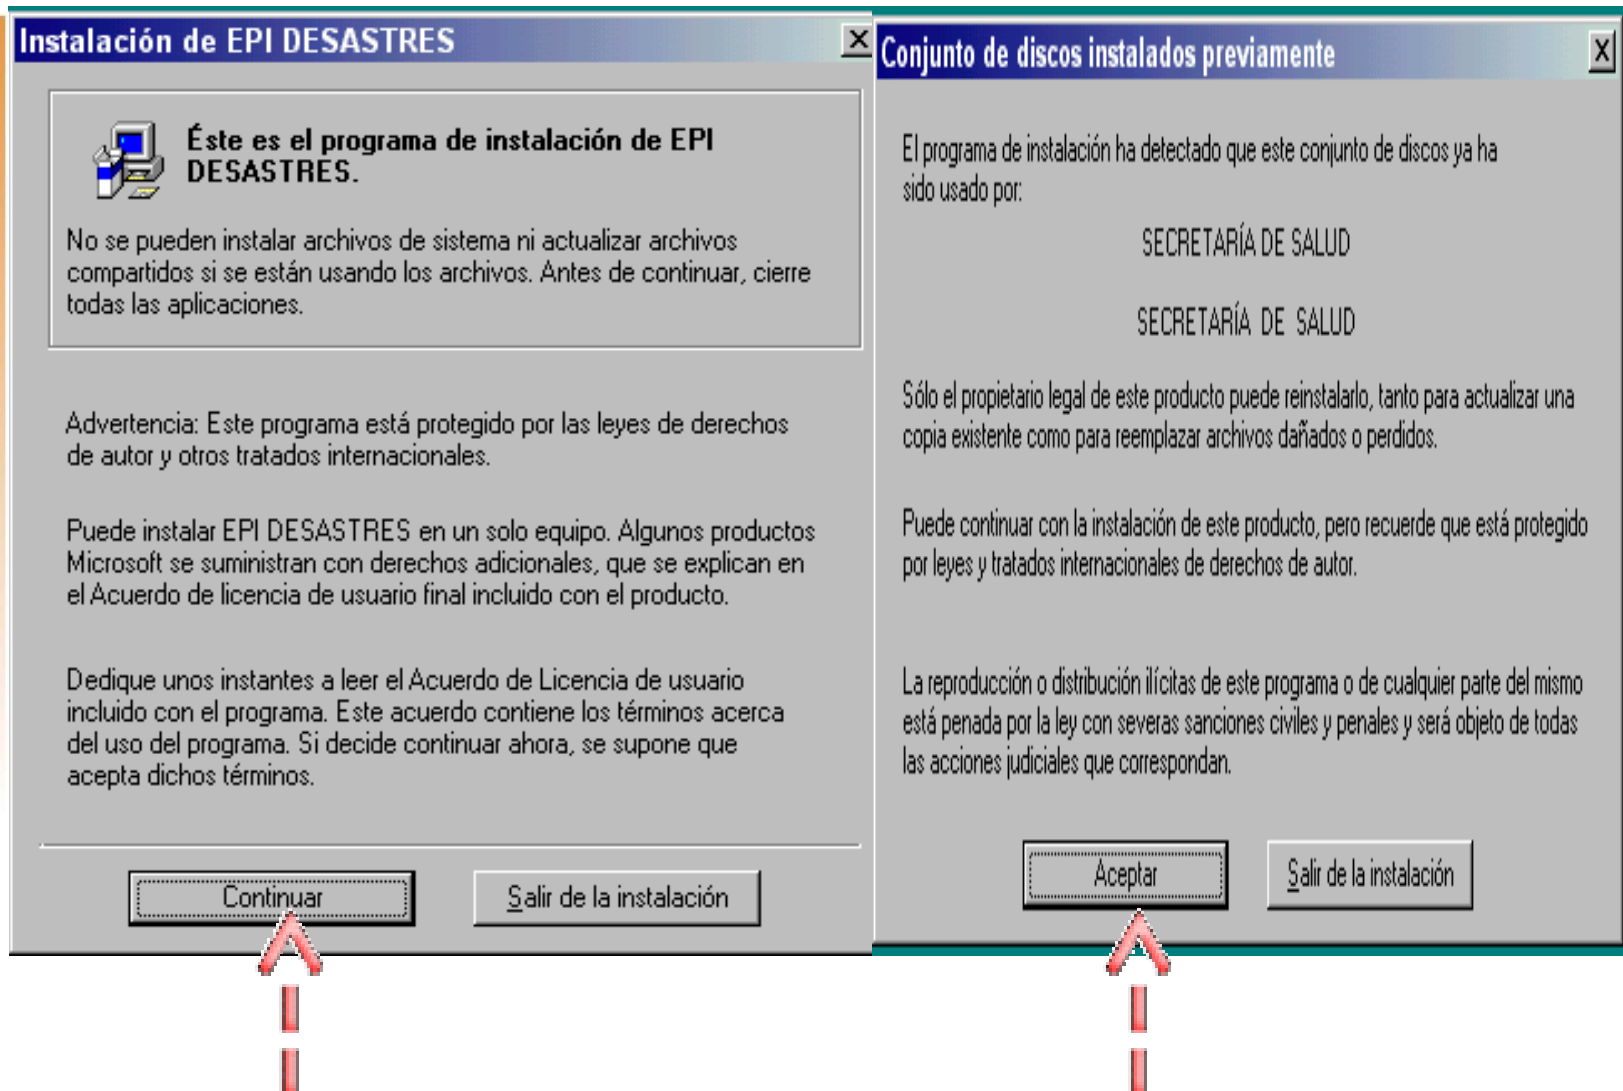 Instalación de EPI DESASTRES
Éste es el programa de instalación de EPI
DESASTRES.
No se pueden instalar archivos de sistema ni actualizar archivos
compartidos si se están usando los archivos. Antes de continuar, cierre
todas las aplicaciones.
Advertencia: Este programa está protegido por las leyes de derechos
de autor y otros tratados internacionales.
Puede instalar EPI DESASTRES en un solo equipo. Algunos productos
Microsoft se suministran con derechos adicionales, que se explican en
el Acuerdo de licencia de usuario final incluido con el producto.
Dedique unos instantes a leer el Acuerdo de Licencia de usuario
incluido con el programa. Este acuerdo contiene los términos acerca
del uso del programa. Si decide continuar ahora, se supone que
acepta dichos términos.
Continuar
Salir de la instalación
Conjunto de discos instalados previamente
El programa de instalación ha detectado que este conjunto de discos ya ha
sido usado por:
SECRETARÍA DE SALUD
SECRETARÍA DE SALUD
Sólo el propietario legal de este producto puede reinstalarlo, tanto para actualizar una
copia existente como para reemplazar archivos dañados o perdidos.
Puede continuar con la instalación de este producto, pero recuerde que está protegido
por leyes y tratados internacionales de derechos de autor.
La reproducción o distribución ilícitas de este programa o de cualquier parte del mismo
está penada por la ley con severas sanciones civiles y penales y será objeto de todas
las acciones judiciales que correspondan.
Aceptar
Salir de la instalación